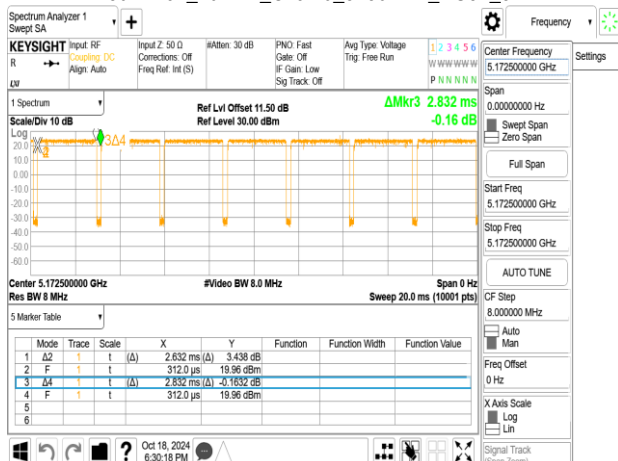 Spectrum Analyzer 1
Swept SA
Frequency
KEYSIGHT
R
Input: RF
Coupling: DC
Align: Auto
Input Z: 50 Ω
Corrections: Off
Freq Ref: Int (S)
#Atten: 30 dB
PNO: Fast
Gate: Off
IF Gain: Low
Sig Track: Off
Avg Type: Voltage
Trig: Free Run
1 2 3 4 5 6
W W W W W W
P N N N N N
Center Frequency
5.172500000 GHz
Settings
Span
0.00000000 Hz
Swept Span
Zero Span
Full Span
Start Freq
5.172500000 GHz
Stop Freq
5.172500000 GHz
AUTO TUNE
CF Step
8.000000 MHz
Auto
Man
Freq Offset
0 Hz
X Axis Scale
Log
Lin
Signal Track
1 Spectrum
Scale/Div 10 dB
Ref Lvl Offset 11.50 dB
Ref Level 30.00 dBm
ΔMkr3 2.832 ms
-0.16 dB
Log
20.0
10.0
0.00
-10.0
-20.0
-30.0
-40.0
-50.0
-60.0
3Δ4
Center 5.172500000 GHz
Res BW 8 MHz
#Video BW 8.0 MHz
Span 0 Hz
Sweep 20.0 ms (10001 pts)
5 Marker Table
Mode Trace Scale X Y Function Function Width Function Value
1 Δ2 1 t (Δ) 2.632 ms (Δ) 3.438 dB
2 F 1 t 312.0 µs 19.96 dBm
3 Δ4 1 t (Δ) 2.832 ms (Δ) -0.1632 dB
4 F 1 t 312.0 µs 19.96 dBm
5
6
?
Oct 18, 2024
6:30:18 PM